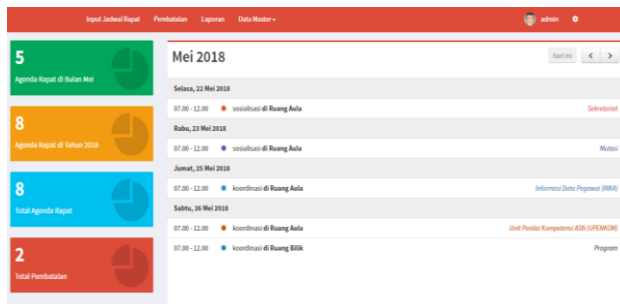 Input Jadwal Rapat Pembatalan Laporan Data Master admin
5
Agenda Rapat di Bulan Mei
8
Agenda Rapat di Tahun 2018
8
Total Agenda Rapat
2
Total Pembatalan
Mei 2018 hari ini
Selasa, 22 Mei 2018
07.00 - 12.00 sosialisasi di Ruang Aula Sekretariat
Rabu, 23 Mei 2018
07.00 - 12.00 sosialisasi di Ruang Aula Mutasi
Jumat, 25 Mei 2018
07.00 - 12.00 koordinasi di Ruang Aula Informasi Data Pegawai (INKA)
Sabtu, 26 Mei 2018
07.00 - 12.00 koordinasi di Ruang Aula Unit Penilai Kompetensi ASN (UPENKOM)
07.00 - 12.00 koordinasi di Ruang Bilik Program